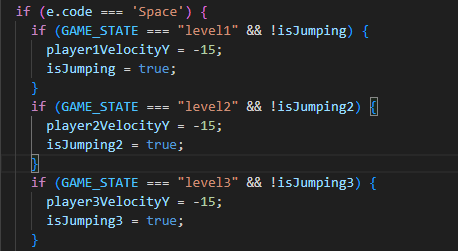 if (e.code === 'Space') {
if (GAME_STATE === "level1" && !isJumping) {
player1VelocityY = -15;
isJumping = true;
}
if (GAME_STATE === "level2" && !isJumping2) {
player2VelocityY = -15;
isJumping2 = true;
}
if (GAME_STATE === "level3" && !isJumping3) {
player3VelocityY = -15;
isJumping3 = true;
}